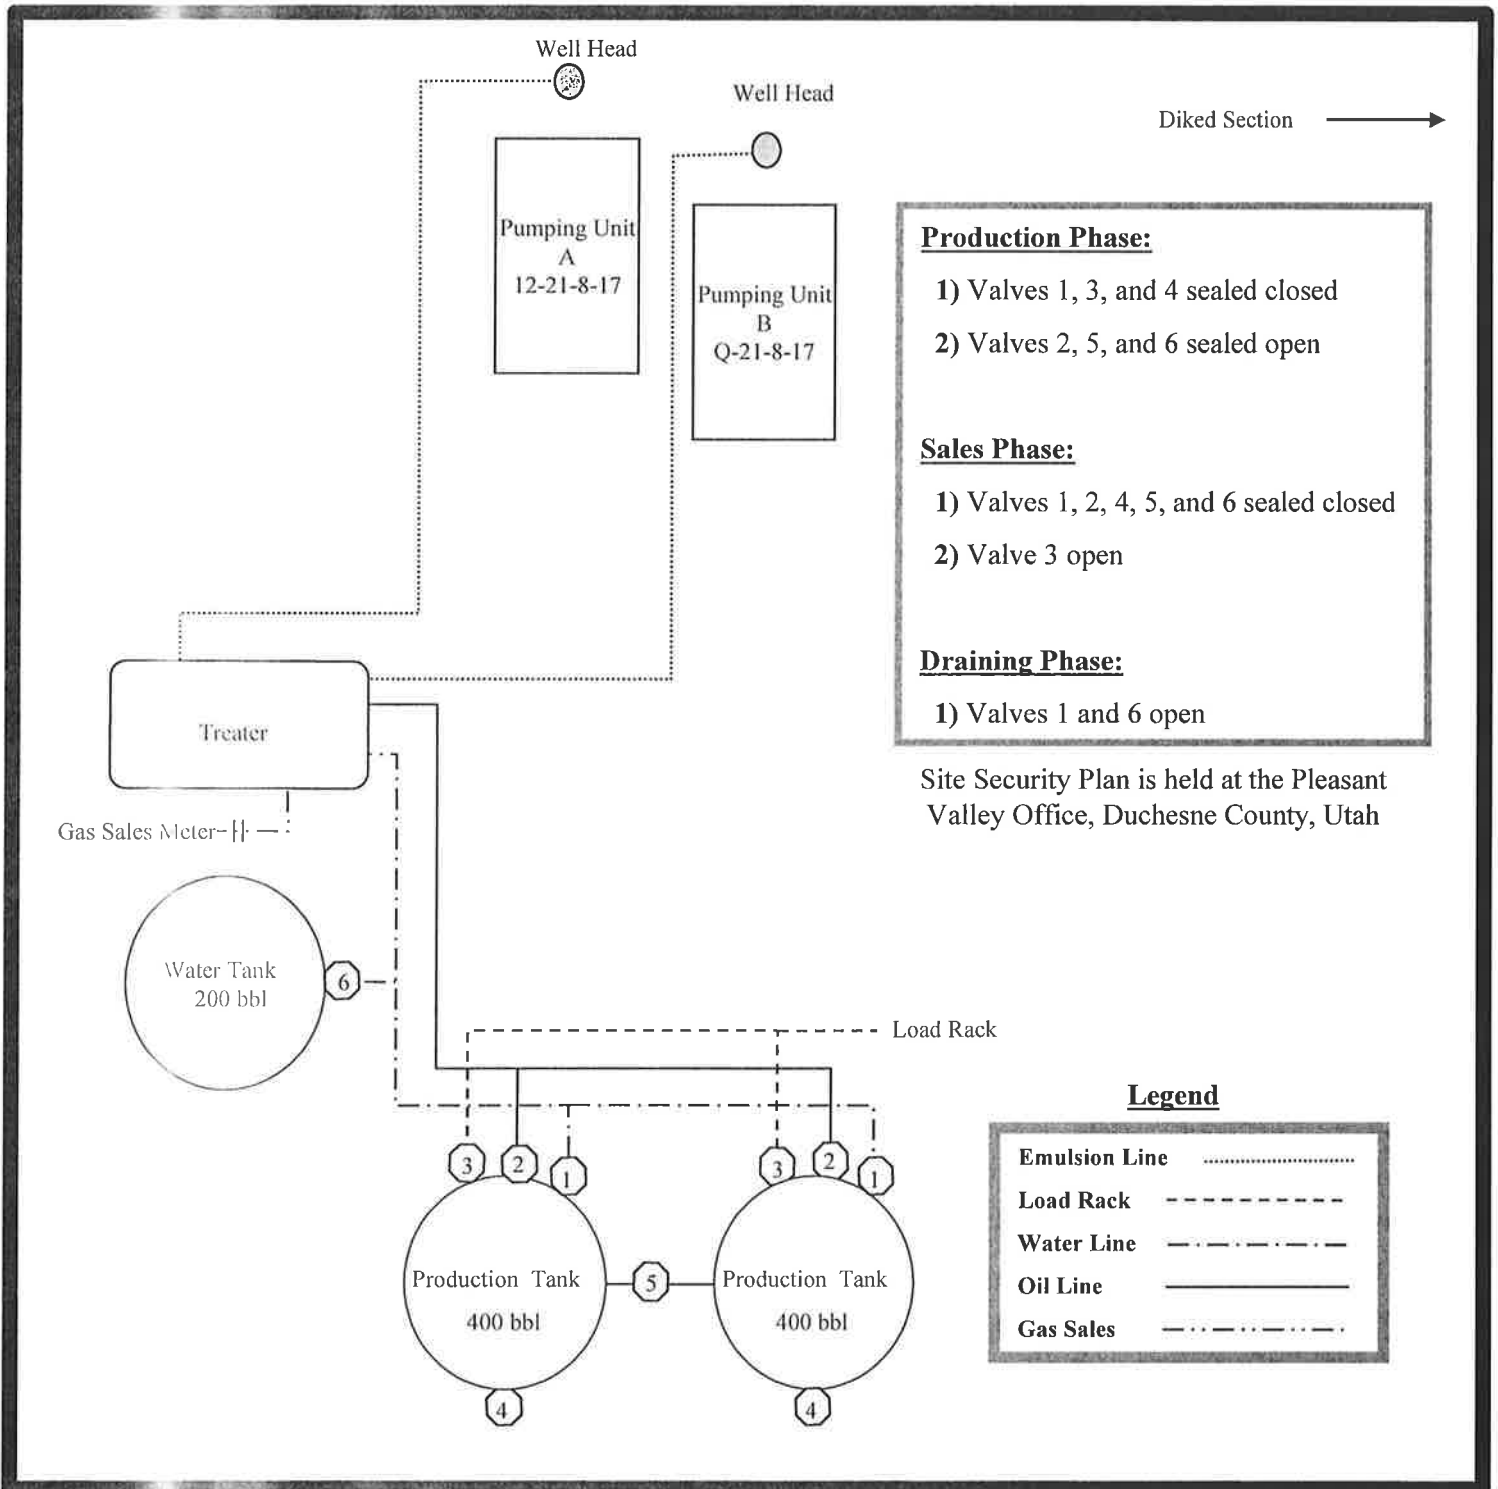 Well Head
Well Head
Diked Section
Pumping Unit
A
12-21-8-17
Pumping Unit
B
Q-21-8-17
Production Phase:
1) Valves 1, 3, and 4 sealed closed
2) Valves 2, 5, and 6 sealed open
Sales Phase:
1) Valves 1, 2, 4, 5, and 6 sealed closed
2) Valve 3 open
Draining Phase:
1) Valves 1 and 6 open
Site Security Plan is held at the Pleasant
Valley Office, Duchesne County, Utah
Treater
Gas Sales Meter
Water Tank
200 bbl
6
Load Rack
3
2
1
3
2
1
Production Tank
400 bbl
5
Production Tank
400 bbl
4
4
Legend
Emulsion Line
Load Rack
Water Line
Oil Line
Gas Sales